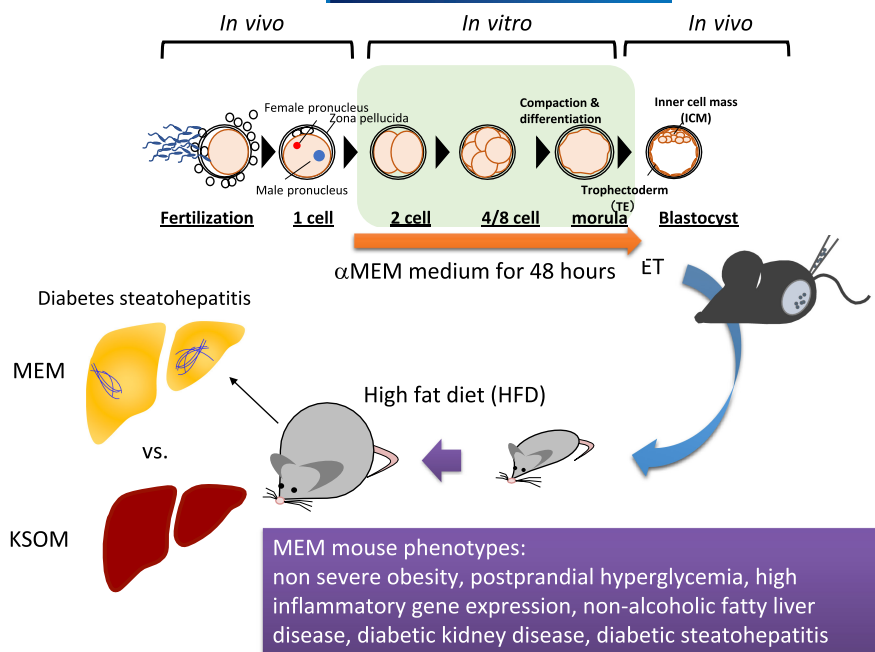 In vivo
In vitro
In vivo
Female pronucleus
Zona pellucida
Male pronucleus
Compaction &
differentiation
Inner cell mass
(ICM)
Trophectoderm
(TE)
Fertilization
1 cell
2 cell
4/8 cell
morula
Blastocyst
αMEM medium for 48 hours
ET
Diabetes steatohepatitis
MEM
High fat diet (HFD)
vs.
KSOM
MEM mouse phenotypes:
non severe obesity, postprandial hyperglycemia, high
inflammatory gene expression, non-alcoholic fatty liver
disease, diabetic kidney disease, diabetic steatohepatitis